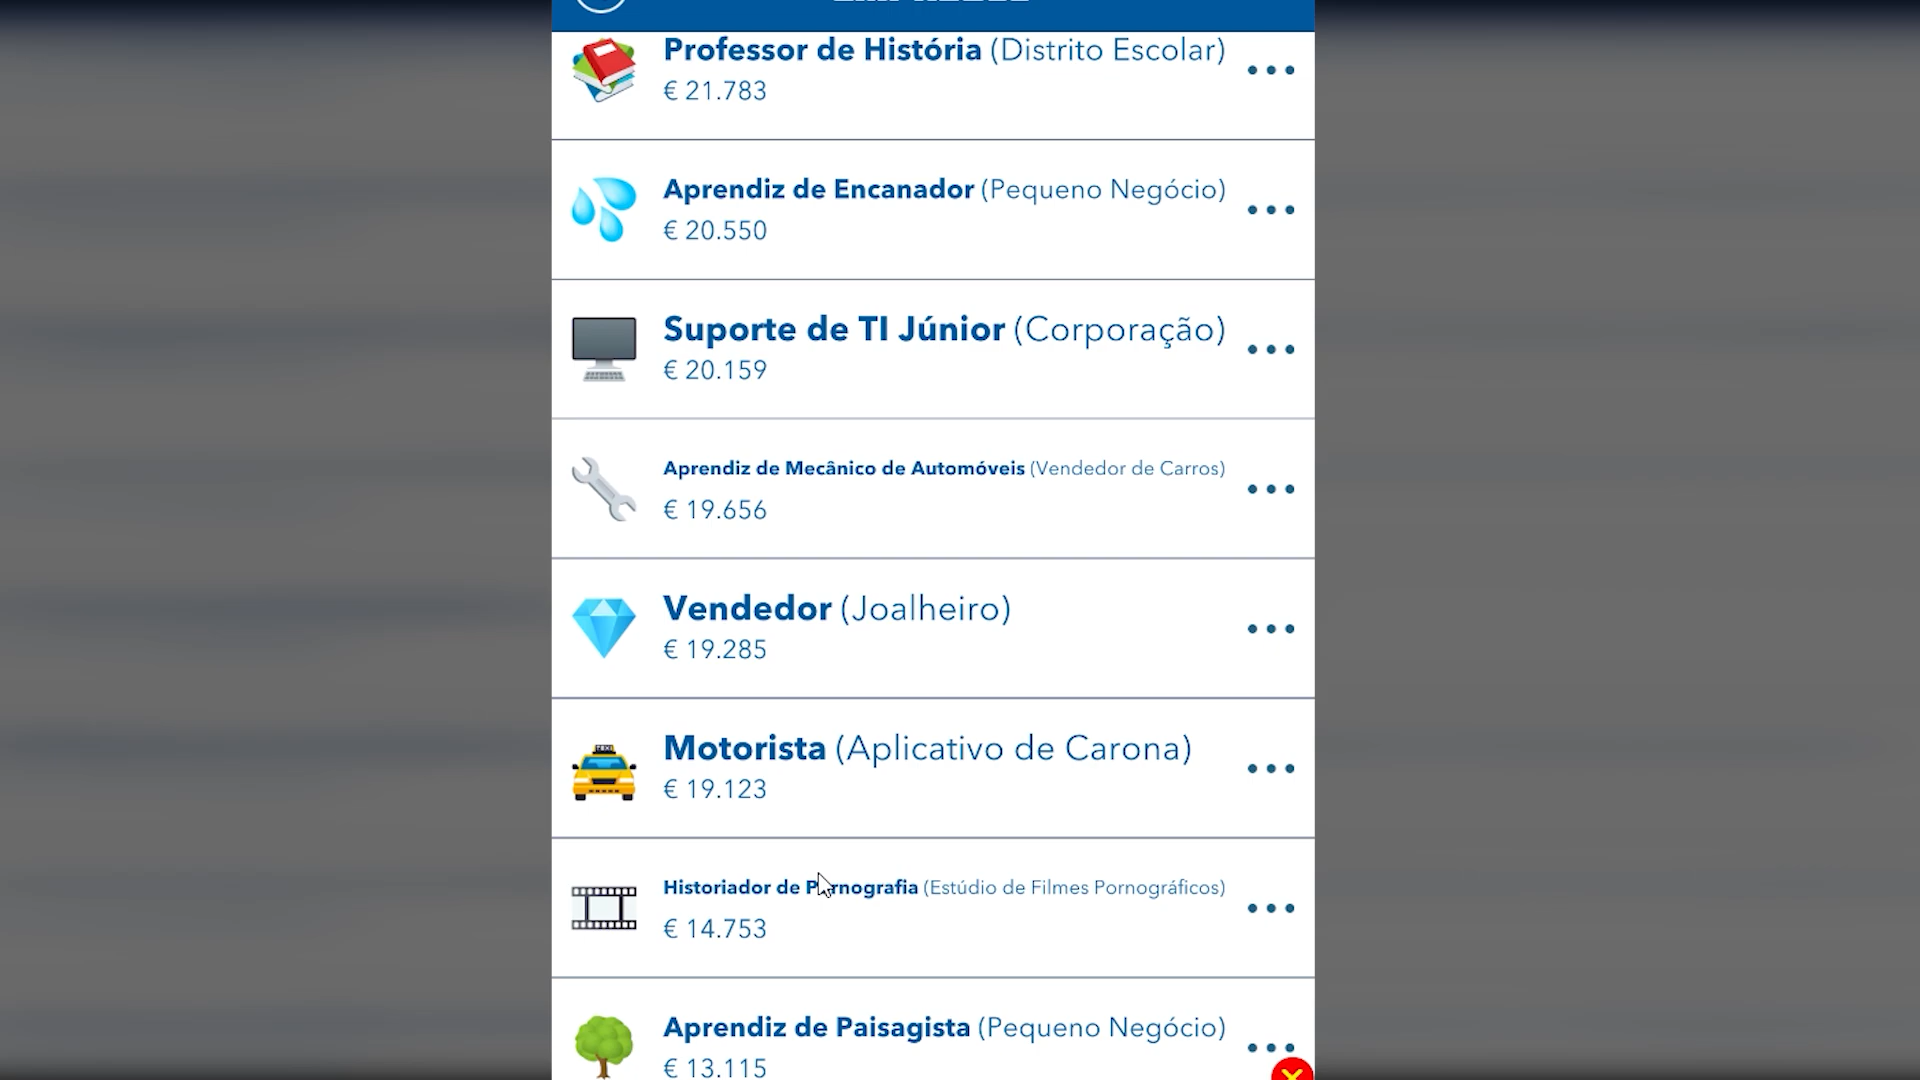 Professor de História (Distrito Escolar)
€ 21.783
Aprendiz de Encanador (Pequeno Negócio)
€ 20.550
Suporte de TI Júnior (Corporação)
€ 20.159
Aprendiz de Mecânico de Automóveis (Vendedor de Carros)
€ 19.656
Vendedor (Joalheiro)
€ 19.285
TAXI
Motorista (Aplicativo de Carona)
€ 19.123
Historiador de Pornografia (Estúdio de Filmes Pornográficos)
€ 14.753
Aprendiz de Paisagista (Pequeno Negócio)
€ 13.115